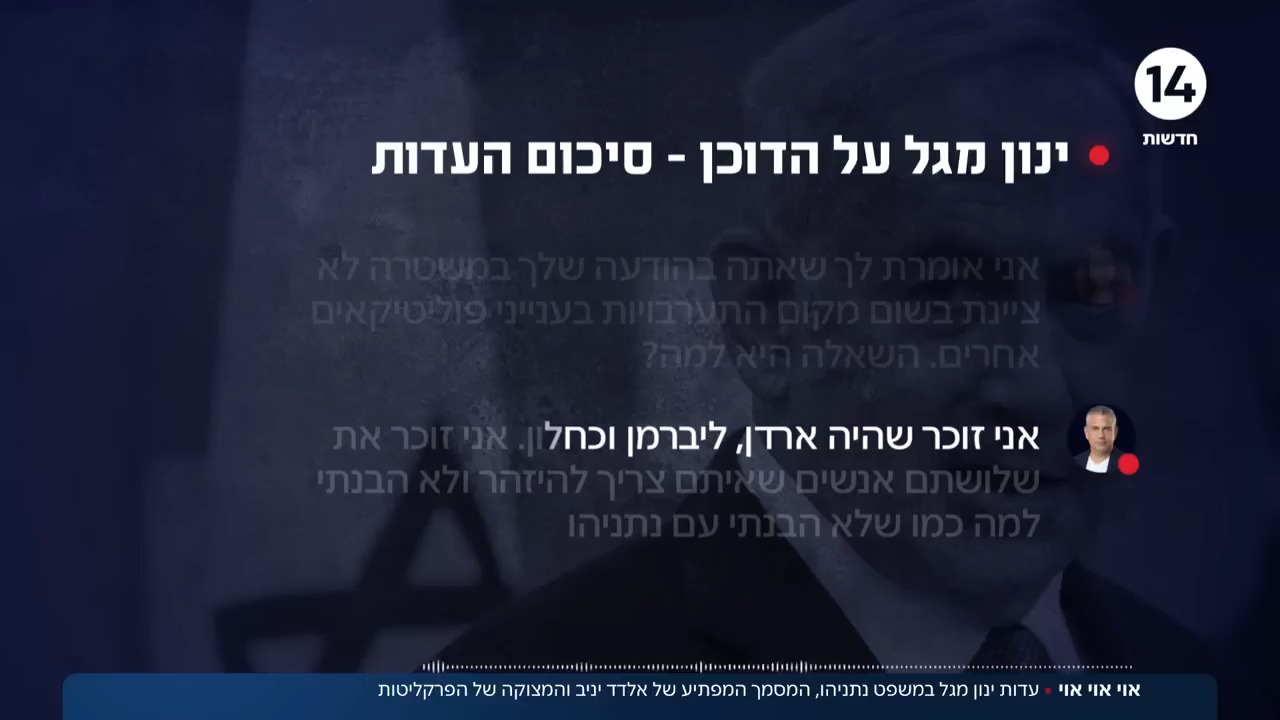 14
חדשות
ינון מגל על הדוכן - סיכום העדות
אני אומרת לך שאתה בהודעה שלך במשטרה לא
ציינת בשום מקום התערבויות בענייני פוליטיקאים
אחרים. השאלה היא למה?
אני זוכר שהיה ארדן, ליברמן וכחלון. אני זוכר את
שלושתם אנשים שאיתם צריך להיזהר ולא הבנתי
למה כמו שלא הבנתי עם נתניהו
אוי אוי אוי • עדות ינון מגל במשפט נתניהו, המסמך המפתיע של אלדד יניב והמצוקה של הפרקליטות